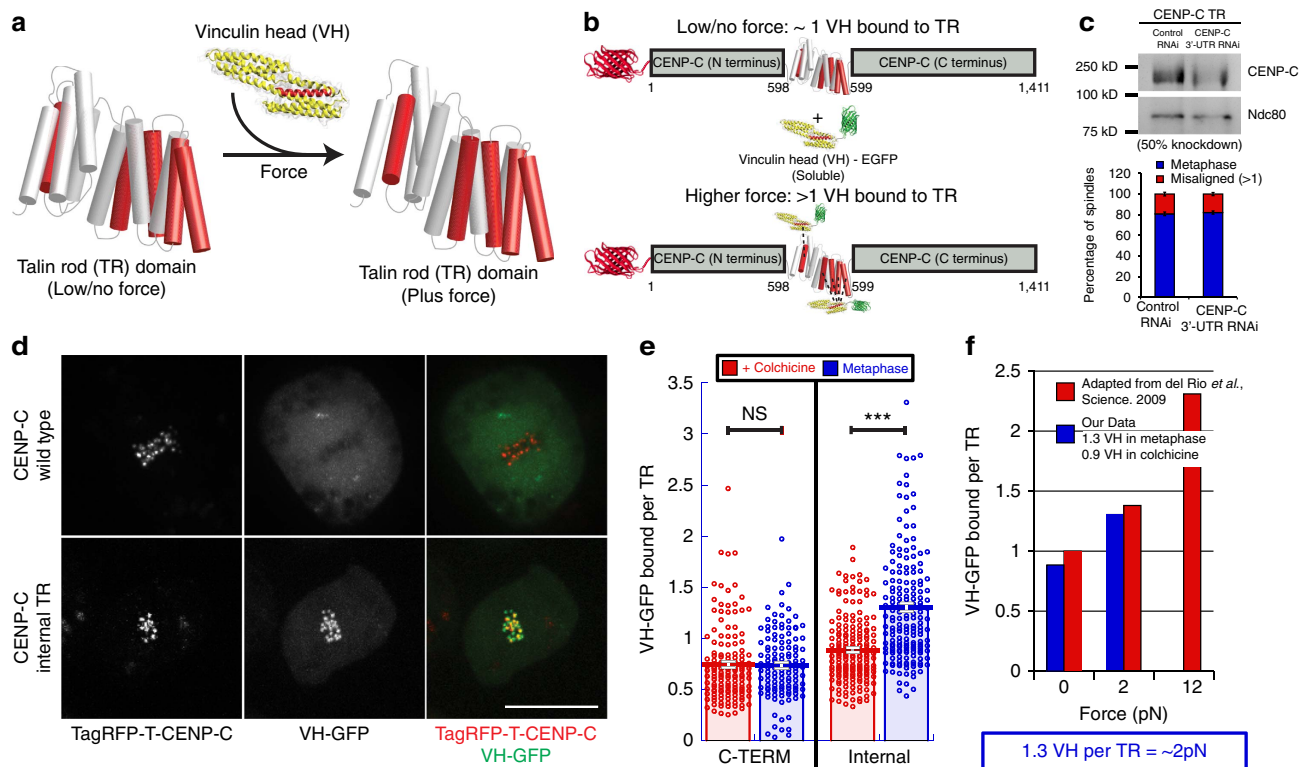 a
Vinculin head (VH)
Force
Talin rod (TR) domain
(Low/no force)
Talin rod (TR) domain
(Plus force)
b
Low/no force: ~ 1 VH bound to TR
CENP-C (N terminus)
CENP-C (C terminus)
1
598
599
1,411
+
Vinculin head (VH) - EGFP
(Soluble)
Higher force: >1 VH bound to TR
CENP-C (N terminus)
CENP-C (C terminus)
1
598
599
1,411
c
CENP-C TR
Control
RNAi
CENP-C
3'-UTR RNAi
250 kD
100 kD
75 kD
CENP-C
Ndc80
(50% knockdown)
Metaphase
Misaligned (>1)
Percentage of spindles
120
100
80
60
40
20
0
Control
RNAi
CENP-C
3'-UTR RNAi
d
CENP-C
wild type
CENP-C
internal TR
TagRFP-T-CENP-C
VH-GFP
TagRFP-T-CENP-C
VH-GFP
e
+ Colchicine
Metaphase
VH-GFP bound per TR
3.5
3
2.5
2
1.5
1
0.5
0
NS
***
C-TERM
Internal
f
VH-GFP bound per TR
2.5
2
1.5
1
0.5
0
Adapted from del Rio et al.,
Science. 2009
Our Data
1.3 VH in metaphase
0.9 VH in colchicine
0
2
12
Force (pN)
1.3 VH per TR = ~2pN